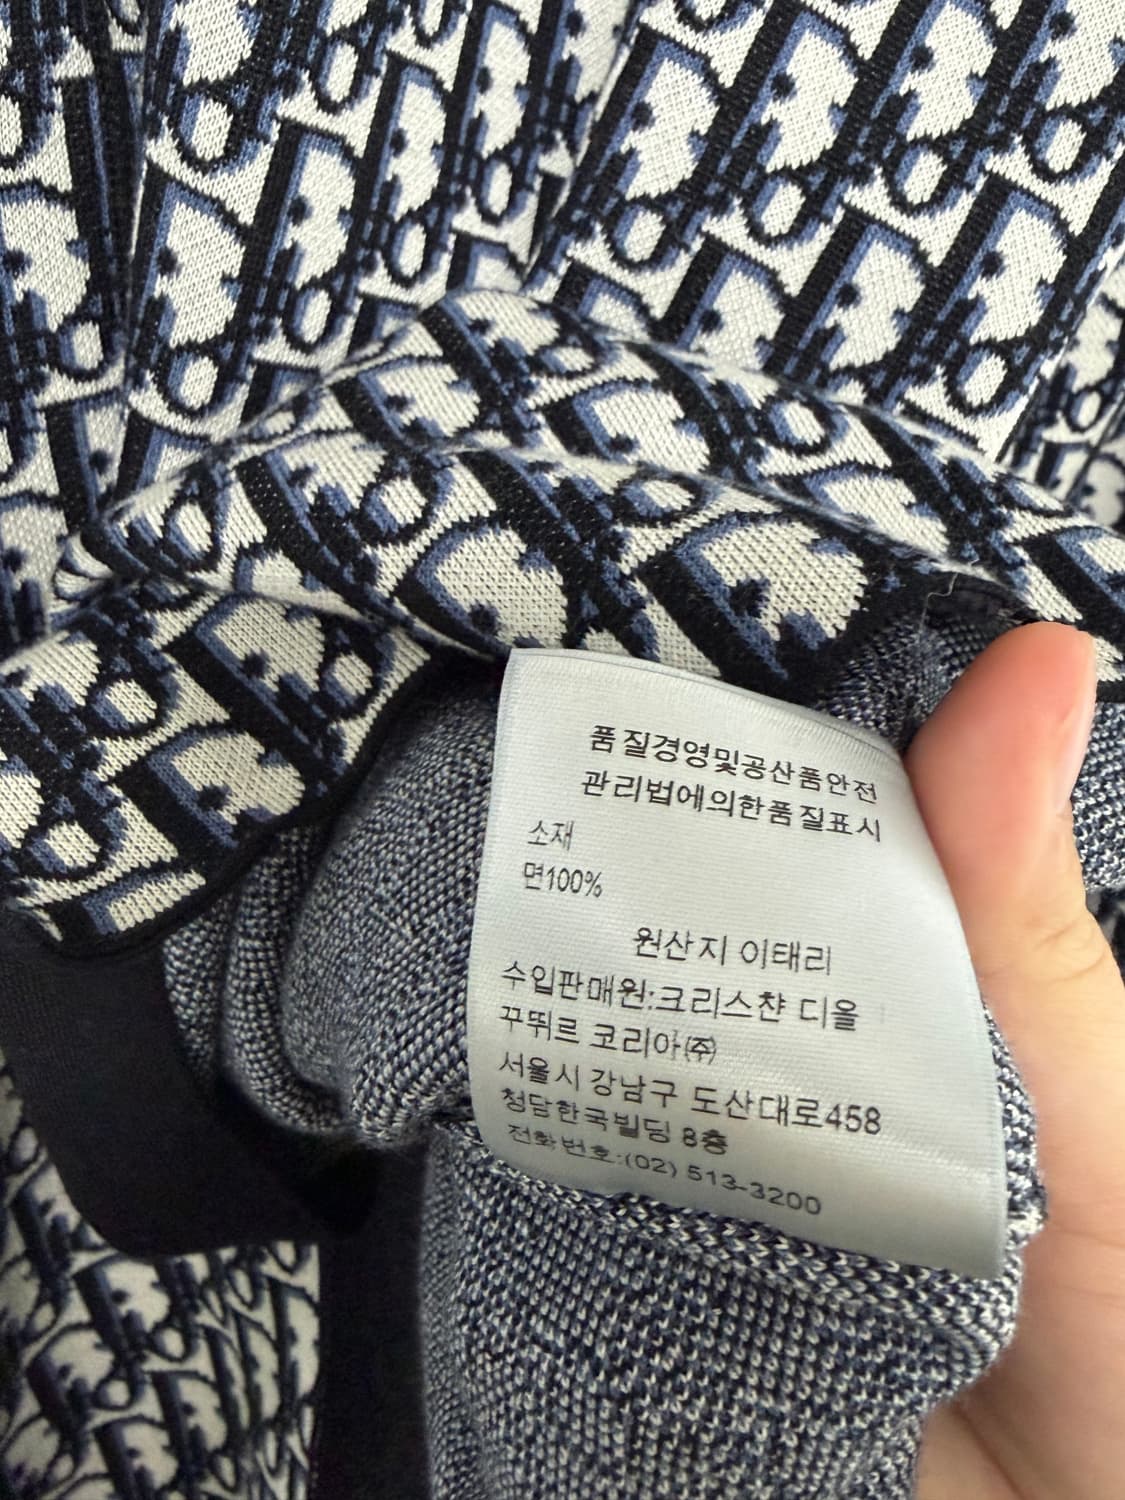 품질경영및공산품안전
관리법에의한품질표시
소재
면100%
원산지 이태리
수입판매원:크리스챤 디올
꾸뛰르 코리아㈜
서울시 강남구 도산대로458
청담한국빌딩 8층
전화번호:(02) 513-3200